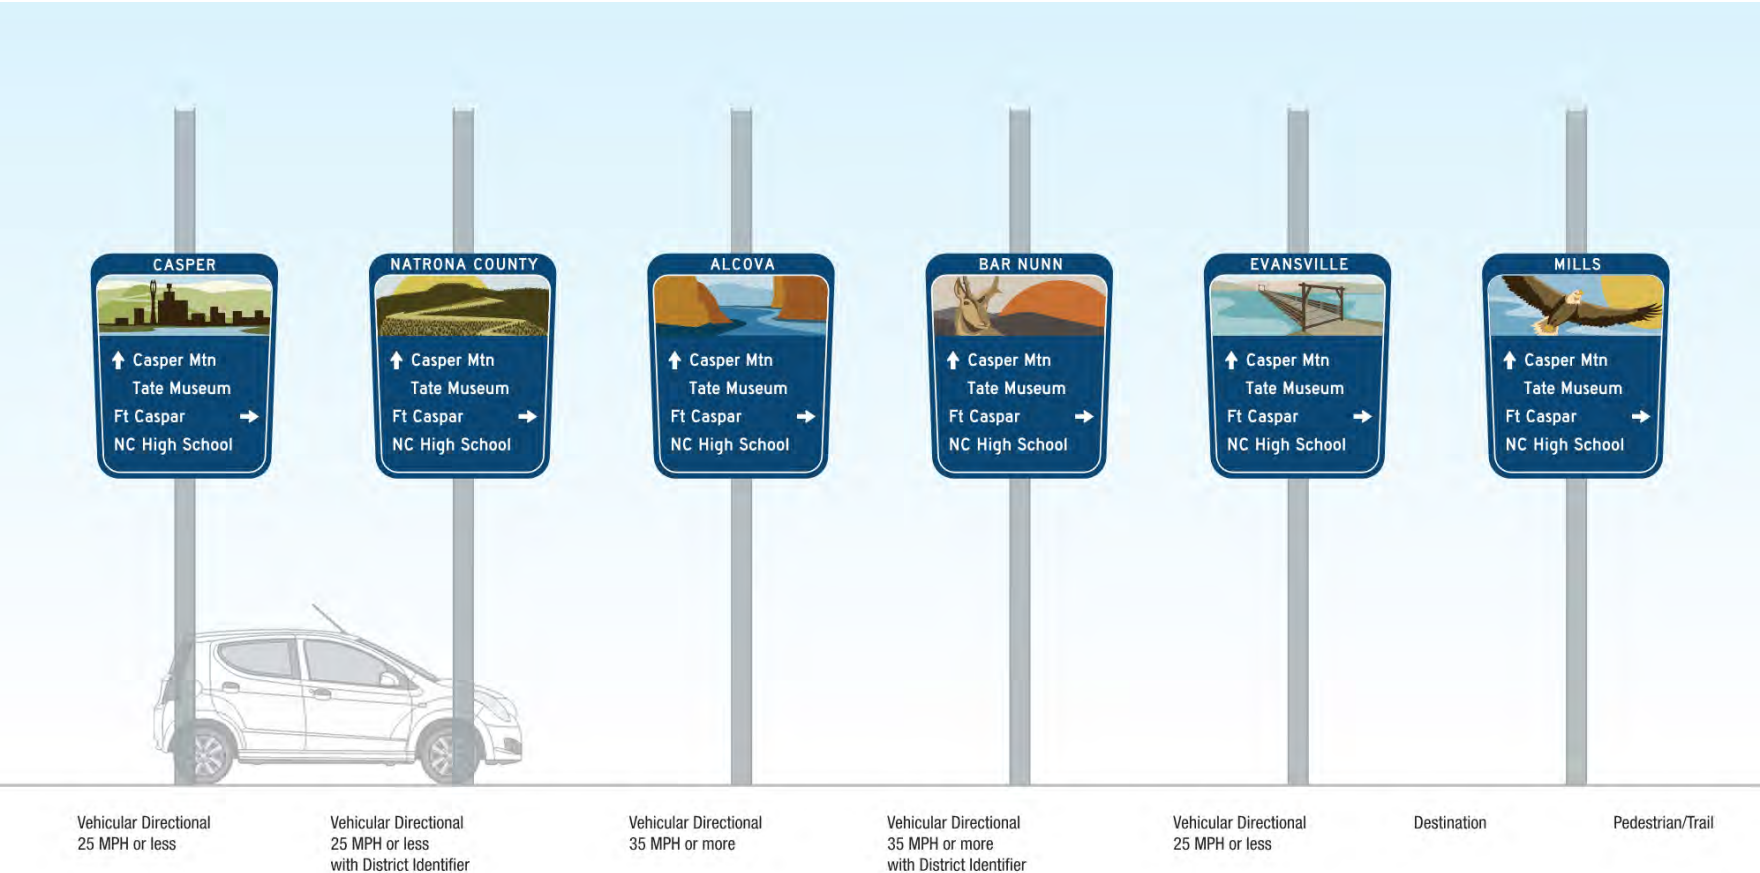 CASPER
Casper Mtn
Tate Museum
Ft Caspar
NC High School
NATRONA COUNTY
Casper Mtn
Tate Museum
Ft Caspar
NC High School
ALCOVA
Casper Mtn
Tate Museum
Ft Caspar
NC High School
BAR NUNN
Casper Mtn
Tate Museum
Ft Caspar
NC High School
EVANSVILLE
Casper Mtn
Tate Museum
Ft Caspar
NC High School
MILLS
Casper Mtn
Tate Museum
Ft Caspar
NC High School
Vehicular Directional
25 MPH or less
Vehicular Directional
25 MPH or less
with District Identifier
Vehicular Directional
35 MPH or more
Vehicular Directional
35 MPH or more
with District Identifier
Vehicular Directional
25 MPH or less
Destination
Pedestrian/Trail